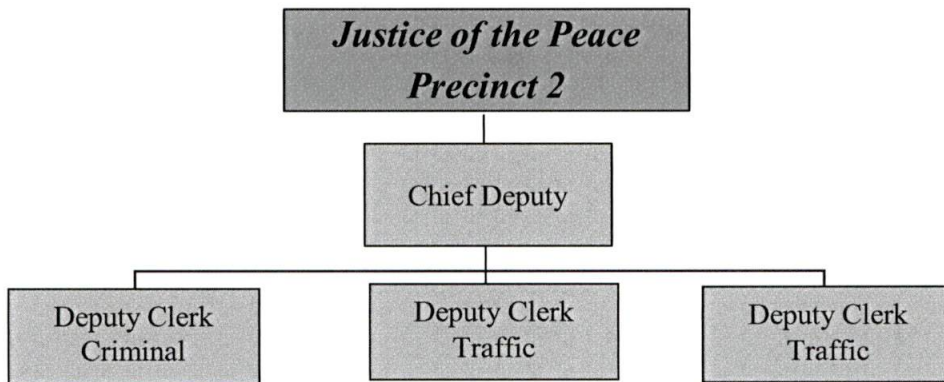 Justice of the Peace
Precinct 2
Chief Deputy
Deputy Clerk
Criminal
Deputy Clerk
Traffic
Deputy Clerk
Traffic